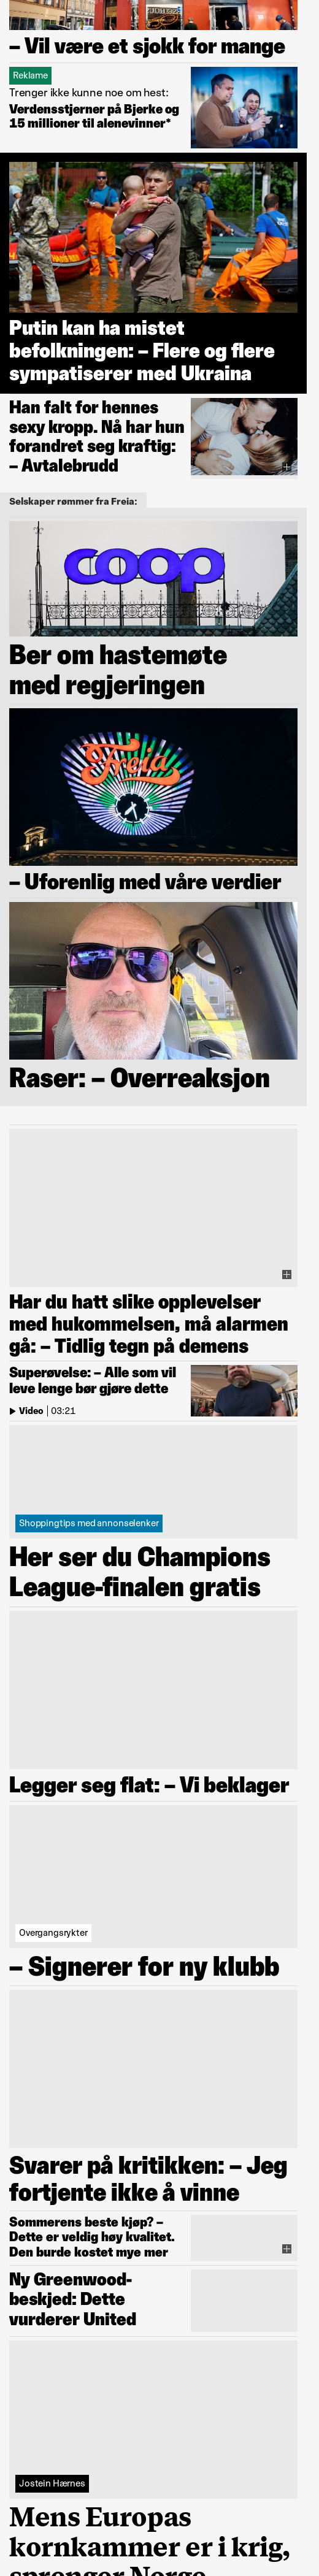 – Vil være et sjokk for mange
Reklame
Trenger ikke kunne noe om hest:
Verdensstjerner på Bjerke og
15 millioner til alenevinner*
Putin kan ha mistet
befolkningen: – Flere og flere
sympatiserer med Ukraina
Han falt for hennes
sexy kropp. Nå har hun
forandret seg kraftig:
– Avtalebrudd
Selskaper rømmer fra Freia:
coop
Ber om hastemøte
med regjeringen
Freia
– Uforenlig med våre verdier
Raser: – Overreaksjon
Har du hatt slike opplevelser
med hukommelsen, må alarmen
gå: – Tidlig tegn på demens
Superøvelse: – Alle som vil
leve lenge bør gjøre dette
Video | 03:21
Shoppingtips med annonselenker
Her ser du Champions
League-finalen gratis
Legger seg flat: – Vi beklager
Overgangsrykter
– Signerer for ny klubb
Svarer på kritikken: – Jeg
fortjente ikke å vinne
Sommerens beste kjøp? –
Dette er veldig høy kvalitet.
Den burde kostet mye mer
Ny Greenwood-
beskjed: Dette
vurderer United
Jostein Hærnes
Mens Europas
kornkammer er i krig,
sprenger Norge